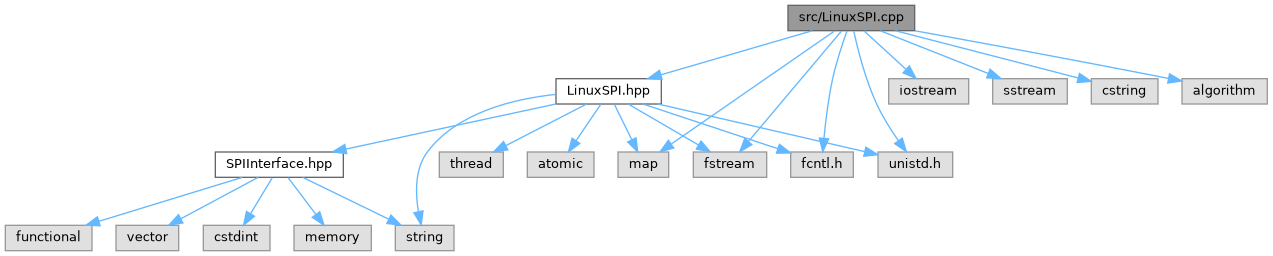 src/LinuxSPI.cpp
LinuxSPI.hpp
iostream
sstream
cstring
algorithm
SPIInterface.hpp
thread
atomic
map
fstream
fcntl.h
unistd.h
functional
vector
cstdint
memory
string